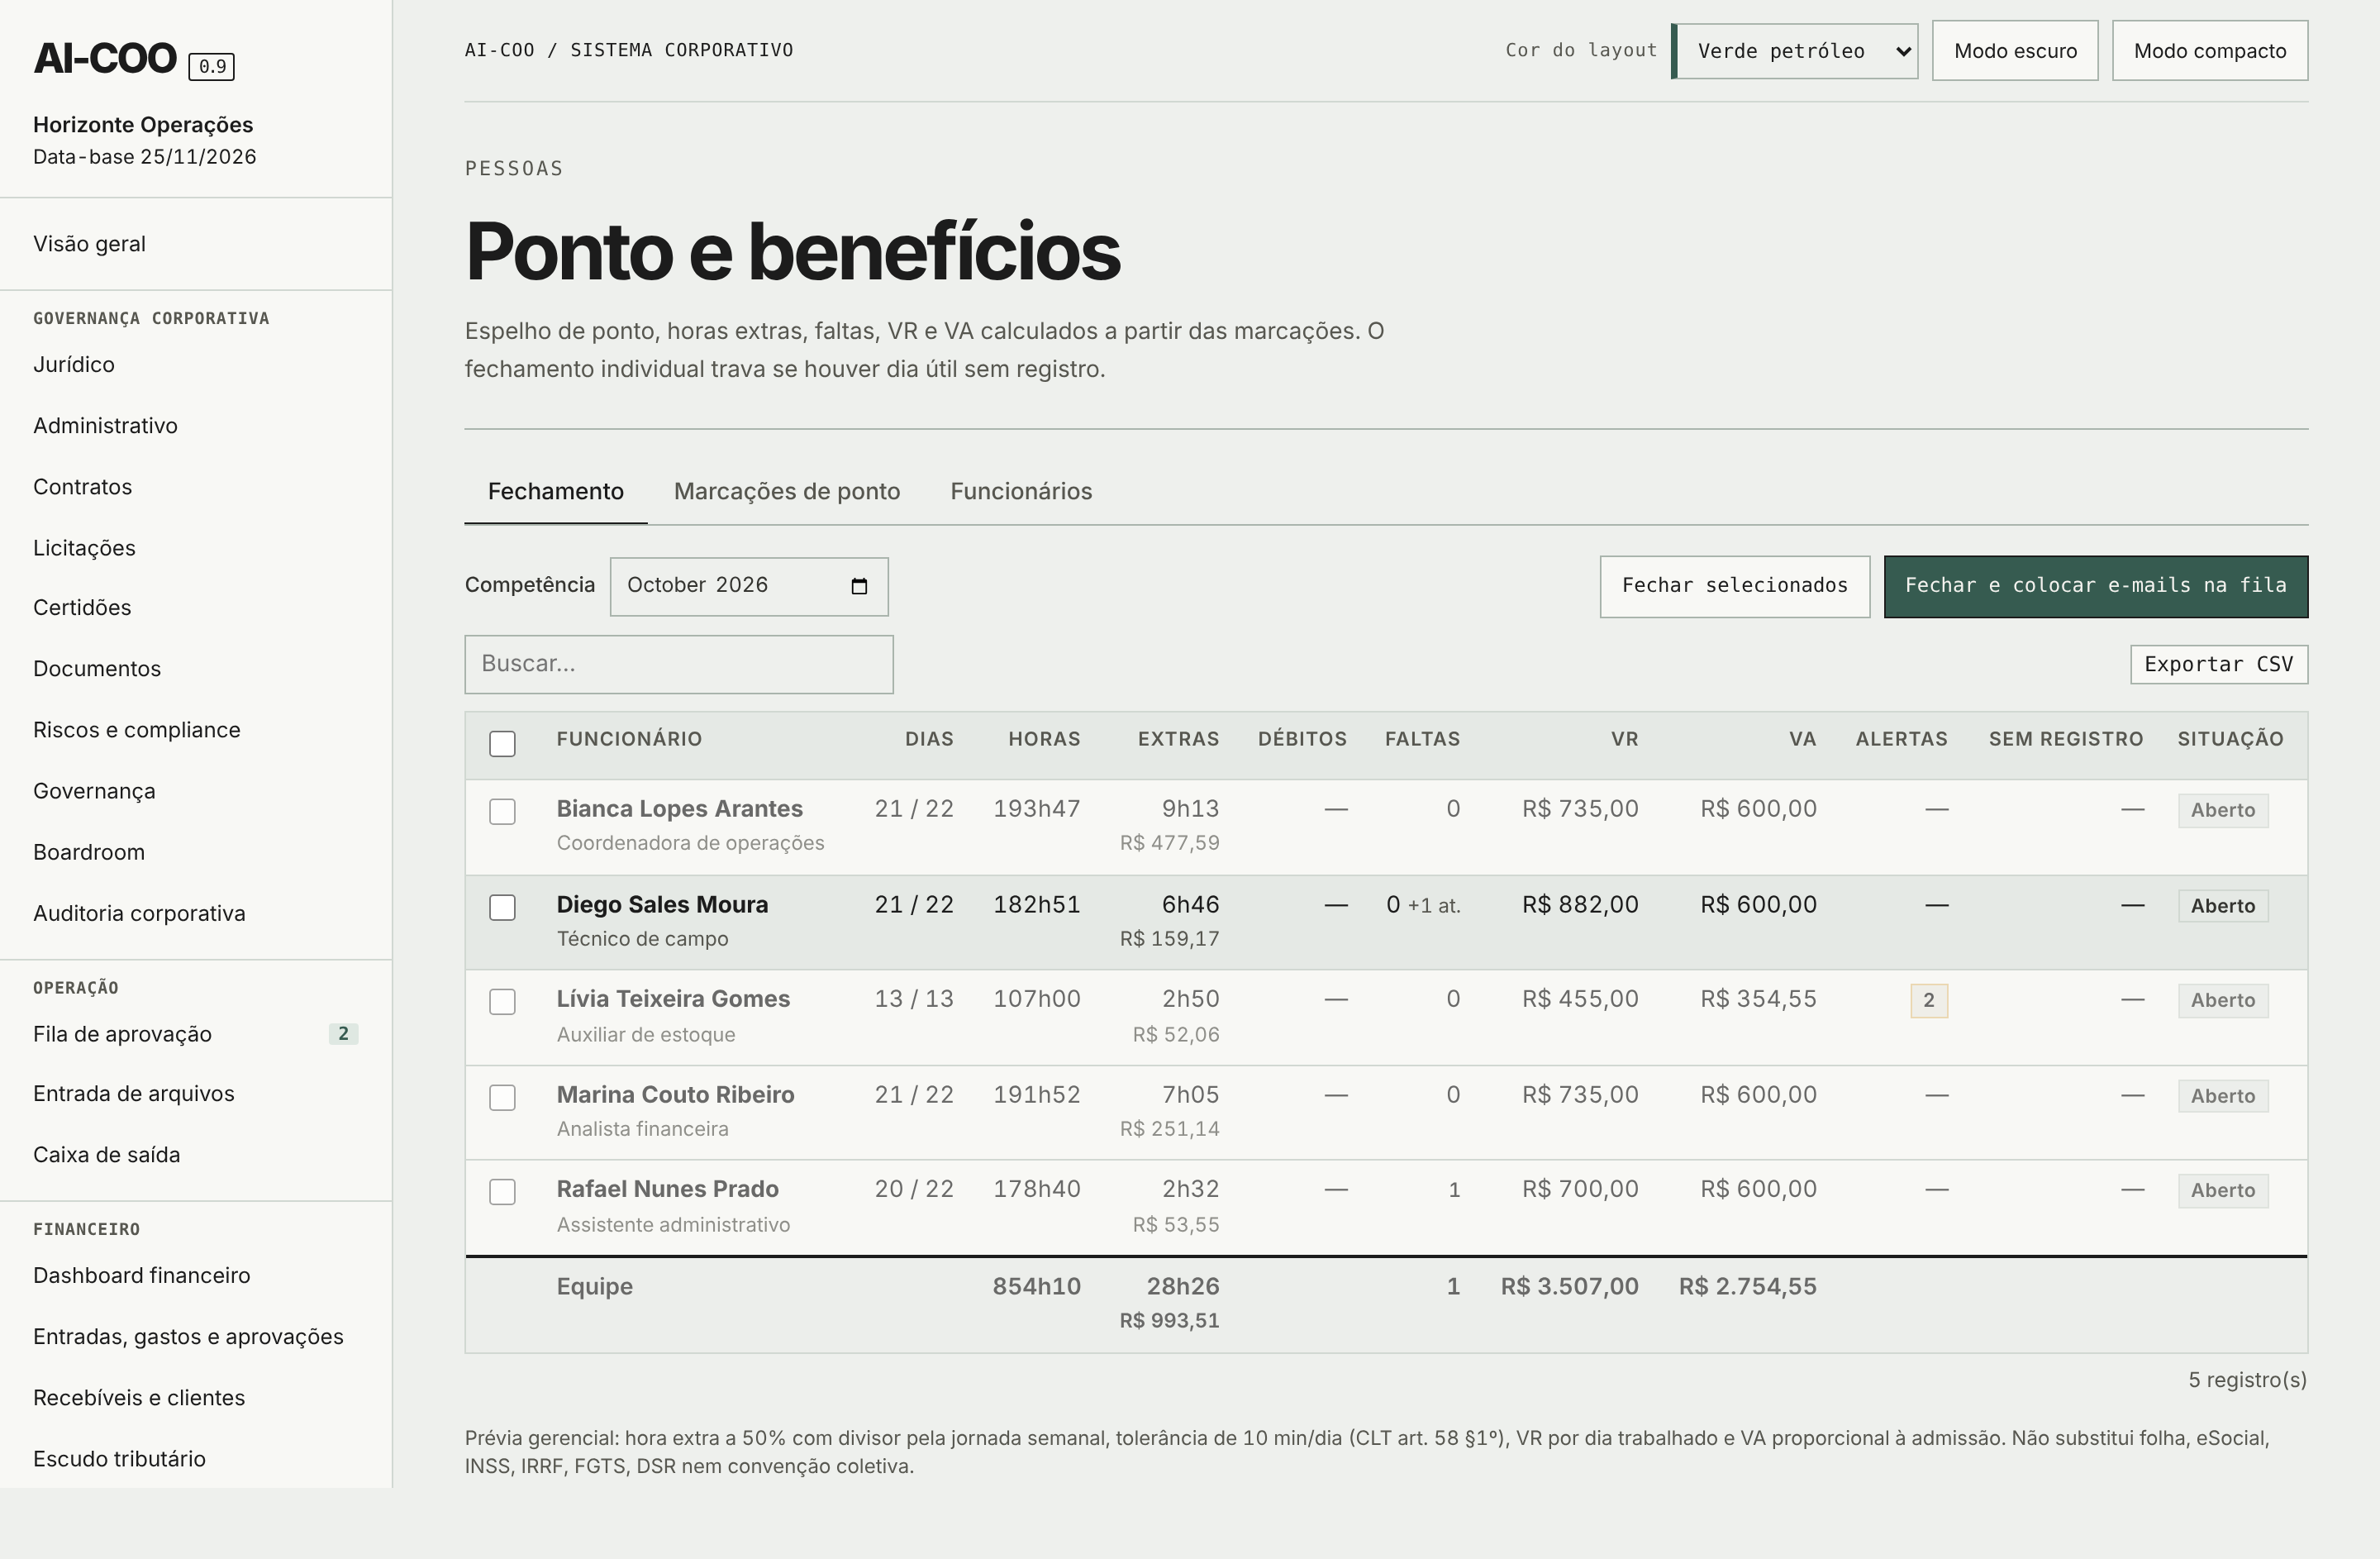 AI-COO 0.9
Horizonte Operações
Data-base 25/11/2026
Visão geral
GOVERNANÇA CORPORATIVA
Jurídico
Administrativo
Contratos
Licitações
Certidões
Documentos
Riscos e compliance
Governança
Boardroom
Auditoria corporativa
OPERAÇÃO
Fila de aprovação 2
Entrada de arquivos
Caixa de saída
FINANCEIRO
Dashboard financeiro
Entradas, gastos e aprovações
Recebíveis e clientes
Escudo tributário
AI-COO / SISTEMA CORPORATIVO Cor do layout Verde petróleo Modo escuro Modo compacto
PESSOAS
Ponto e benefícios
Espelho de ponto, horas extras, faltas, VR e VA calculados a partir das marcações. O
fechamento individual trava se houver dia útil sem registro.
Fechamento Marcações de ponto Funcionários
Competência October 2026 Fechar selecionados Fechar e colocar e-mails na fila
Buscar... Exportar CSV
FUNCIONÁRIO DIAS HORAS EXTRAS DÉBITOS FALTAS VR VA ALERTAS SEM REGISTRO SITUAÇÃO
Bianca Lopes Arantes 21 / 22 193h47 9h13 — 0 R$ 735,00 R$ 600,00 — — Aberto
Coordenadora de operações R$ 477,59
Diego Sales Moura 21 / 22 182h51 6h46 — 0 +1 at. R$ 882,00 R$ 600,00 — — Aberto
Técnico de campo R$ 159,17
Lívia Teixeira Gomes 13 / 13 107h00 2h50 — 0 R$ 455,00 R$ 354,55 2 — Aberto
Auxiliar de estoque R$ 52,06
Marina Couto Ribeiro 21 / 22 191h52 7h05 — 0 R$ 735,00 R$ 600,00 — — Aberto
Analista financeira R$ 251,14
Rafael Nunes Prado 20 / 22 178h40 2h32 — 1 R$ 700,00 R$ 600,00 — — Aberto
Assistente administrativo R$ 53,55
Equipe 854h10 28h26 1 R$ 3.507,00 R$ 2.754,55
R$ 993,51
5 registro(s)
Prévia gerencial: hora extra a 50% com divisor pela jornada semanal, tolerância de 10 min/dia (CLT art. 58 §1º), VR por dia trabalhado e VA proporcional à admissão. Não substitui folha, eSocial,
INSS, IRRF, FGTS, DSR nem convenção coletiva.